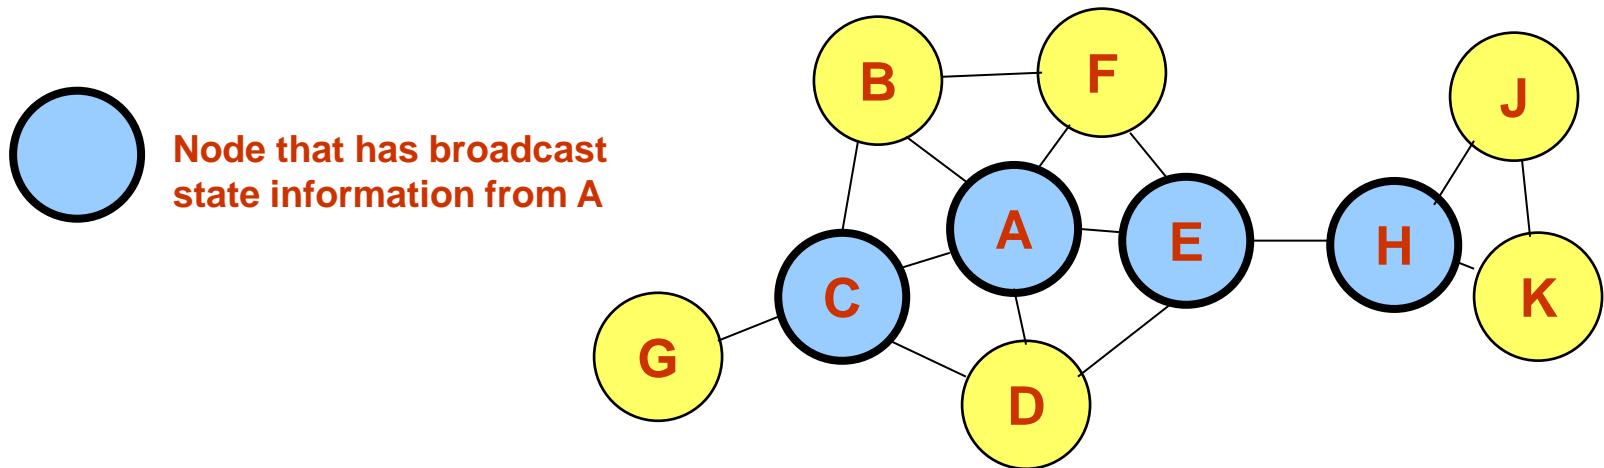 Node that has broadcast
state information from A
B
F
J
A
E
H
C
K
G
D